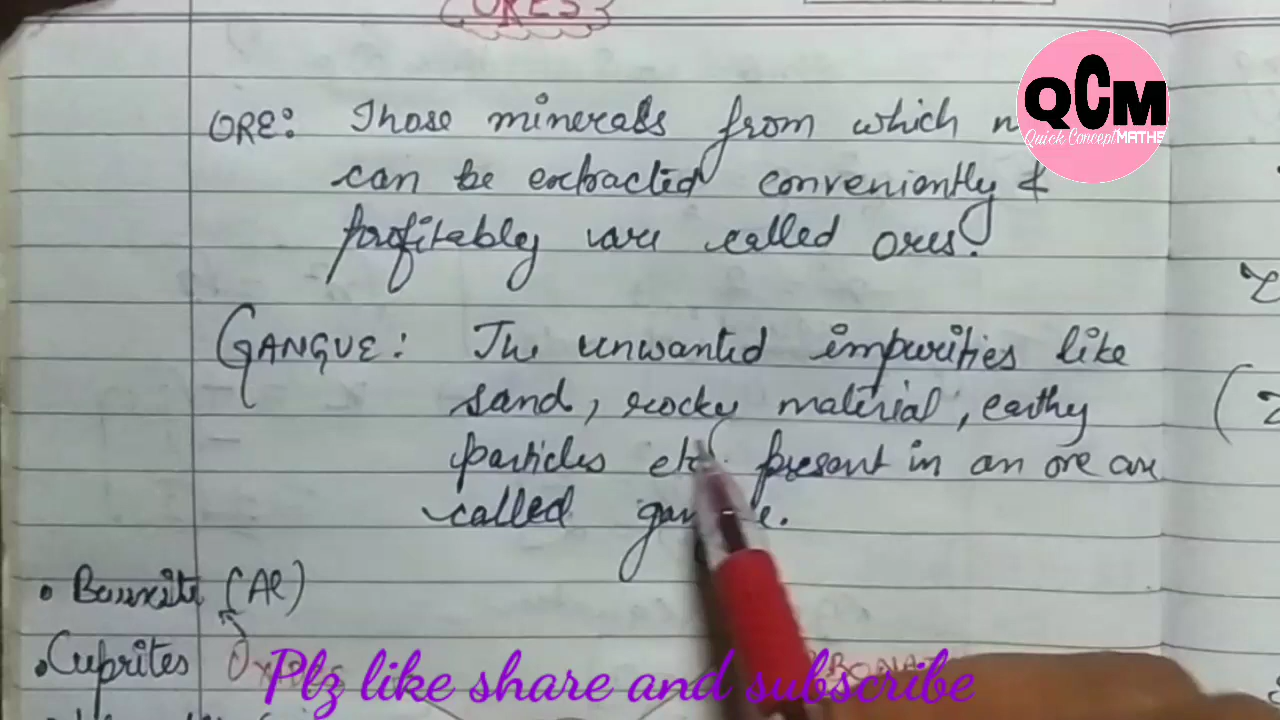 ORES
QCM
Quick Concept MATHS
ORE: Those minerals from which
can be extracted conveniently &
profitably are called ores.
GANGUE: The unwanted impurities like
sand, rocky material, earthy
particles etc. present in an ore are
called
• Bauxite (Al)
• Cuprites
Plz like share and subscribe